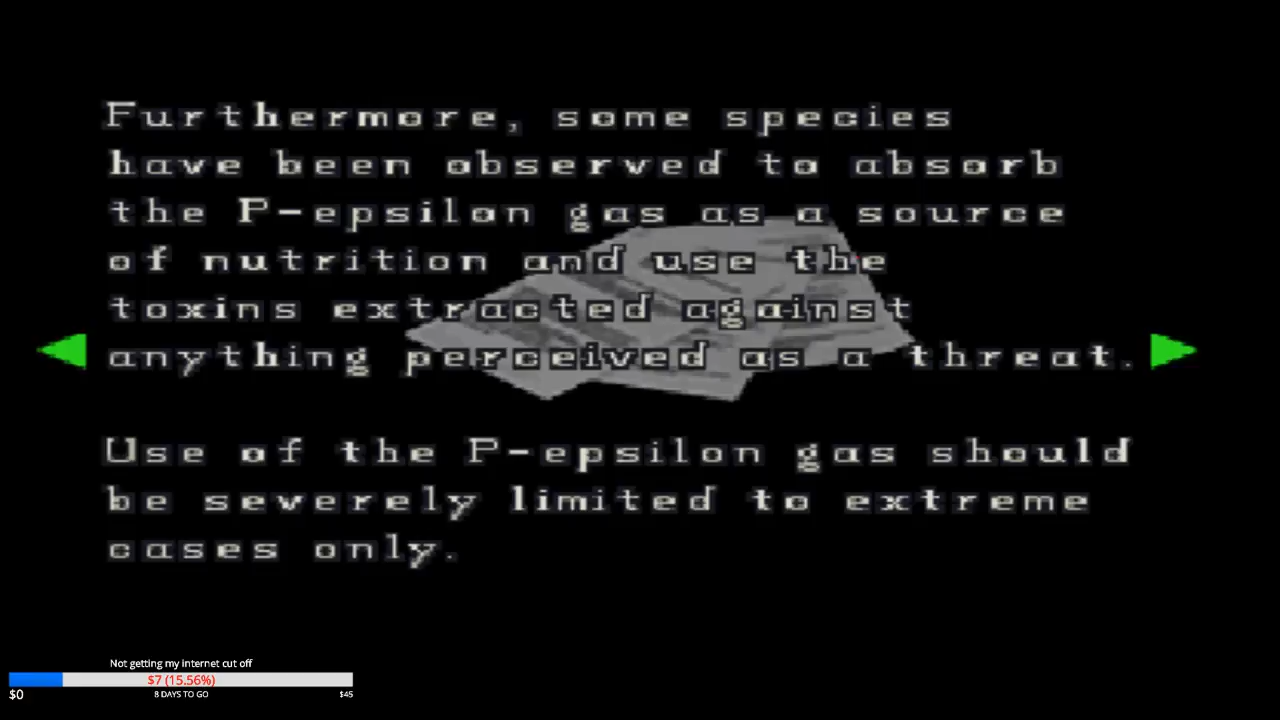 Furthermore, some species
have been observed to absorb
the P-epsilon gas as a source
of nutrition and use the
toxins extracted against
anything perceived as a threat.
Use of the P-epsilon gas should
be severely limited to extreme
cases only.
Not getting my internet cut off
$7 (15.56%)
$0 8 DAYS TO GO $45